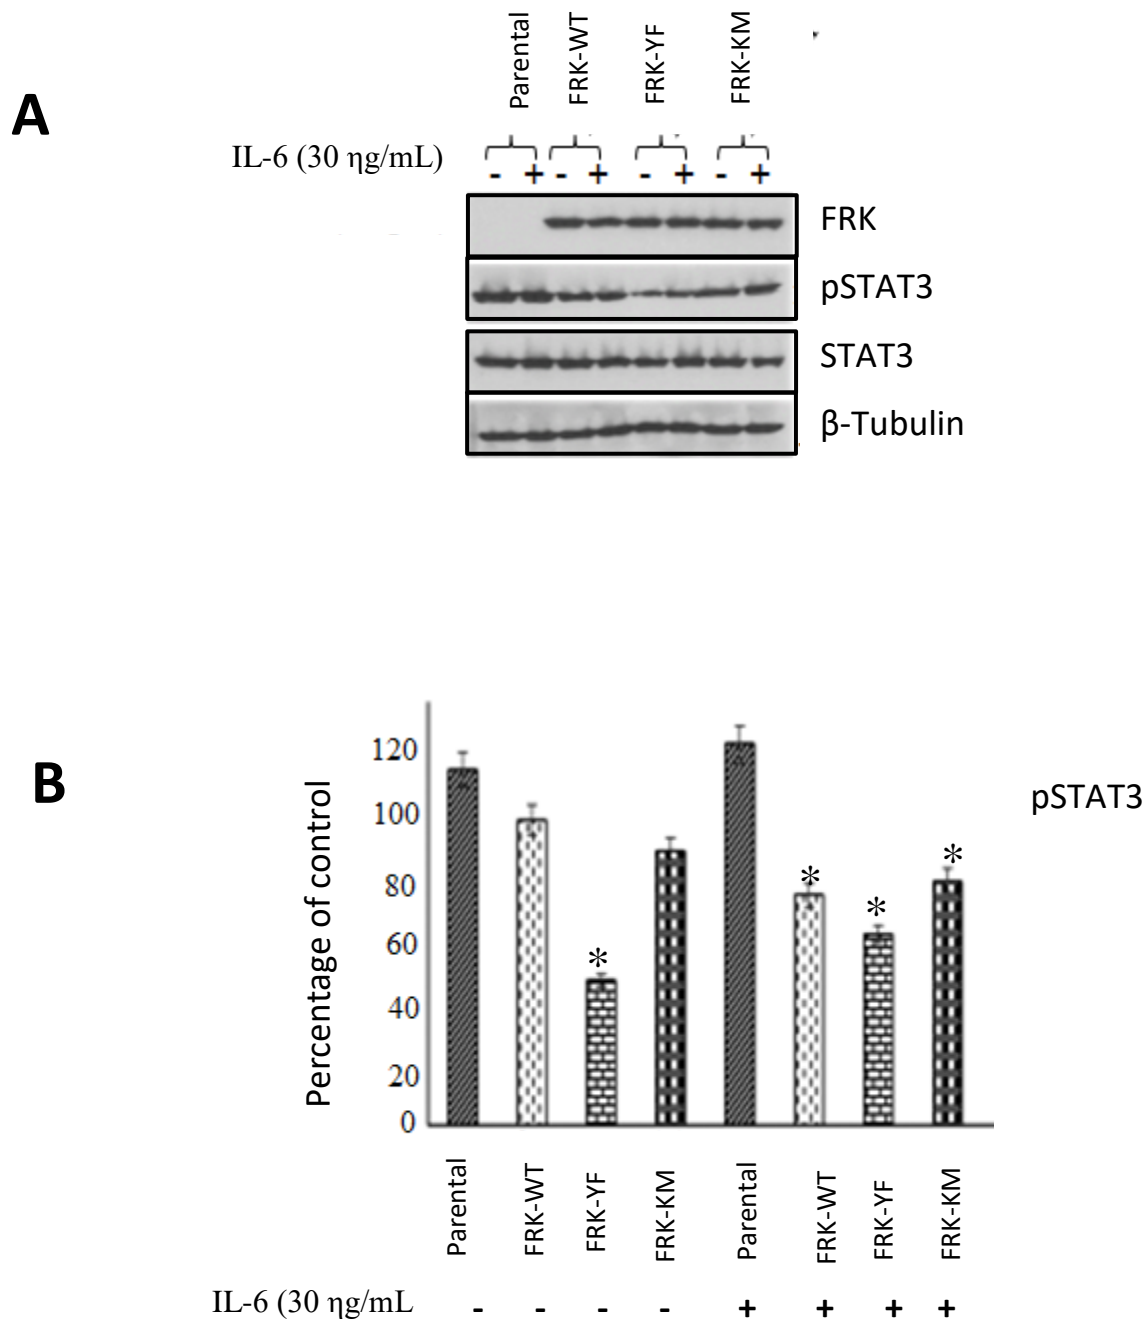 Parental FRK-WT FRK-YF FRK-KM
A
IL-6 (30 ηg/mL)
- + - + - + - +
FRK
pSTAT3
STAT3
β-Tubulin
B
pSTAT3
Percentage of control
120
100
80
60
40
20
0
* * * *
Parental FRK-WT FRK-YF FRK-KM Parental FRK-WT FRK-YF FRK-KM
IL-6 (30 ηg/mL - - - - + + + +